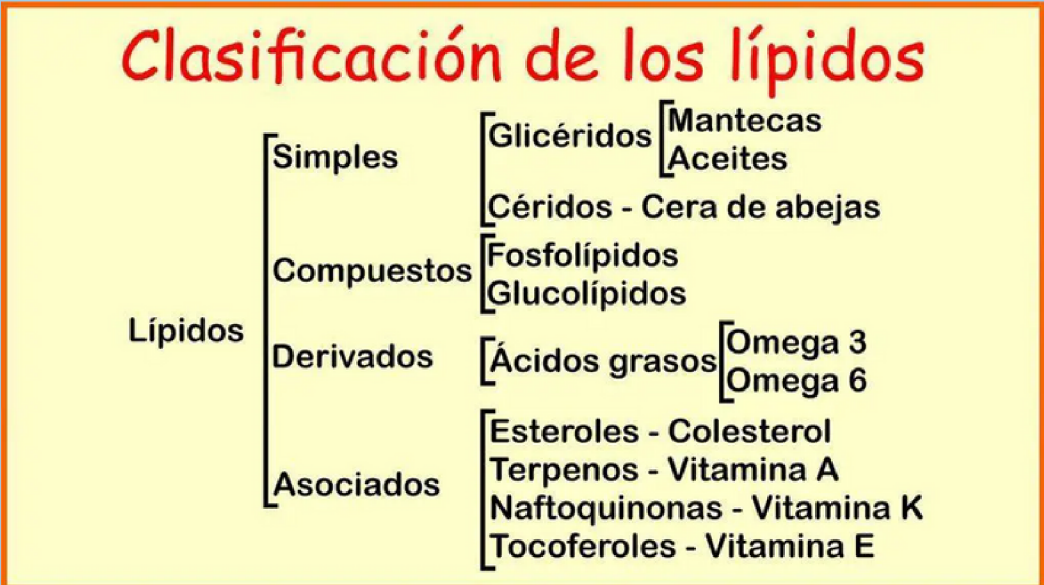 Clasificación de los lípidos
Lípidos
Simples
Glicéridos
Mantecas
Aceites
Céridos - Cera de abejas
Compuestos
Fosfolípidos
Glucolípidos
Derivados
Ácidos grasos
Omega 3
Omega 6
Asociados
Esteroles - Colesterol
Terpenos - Vitamina A
Naftoquinonas - Vitamina K
Tocoferoles - Vitamina E